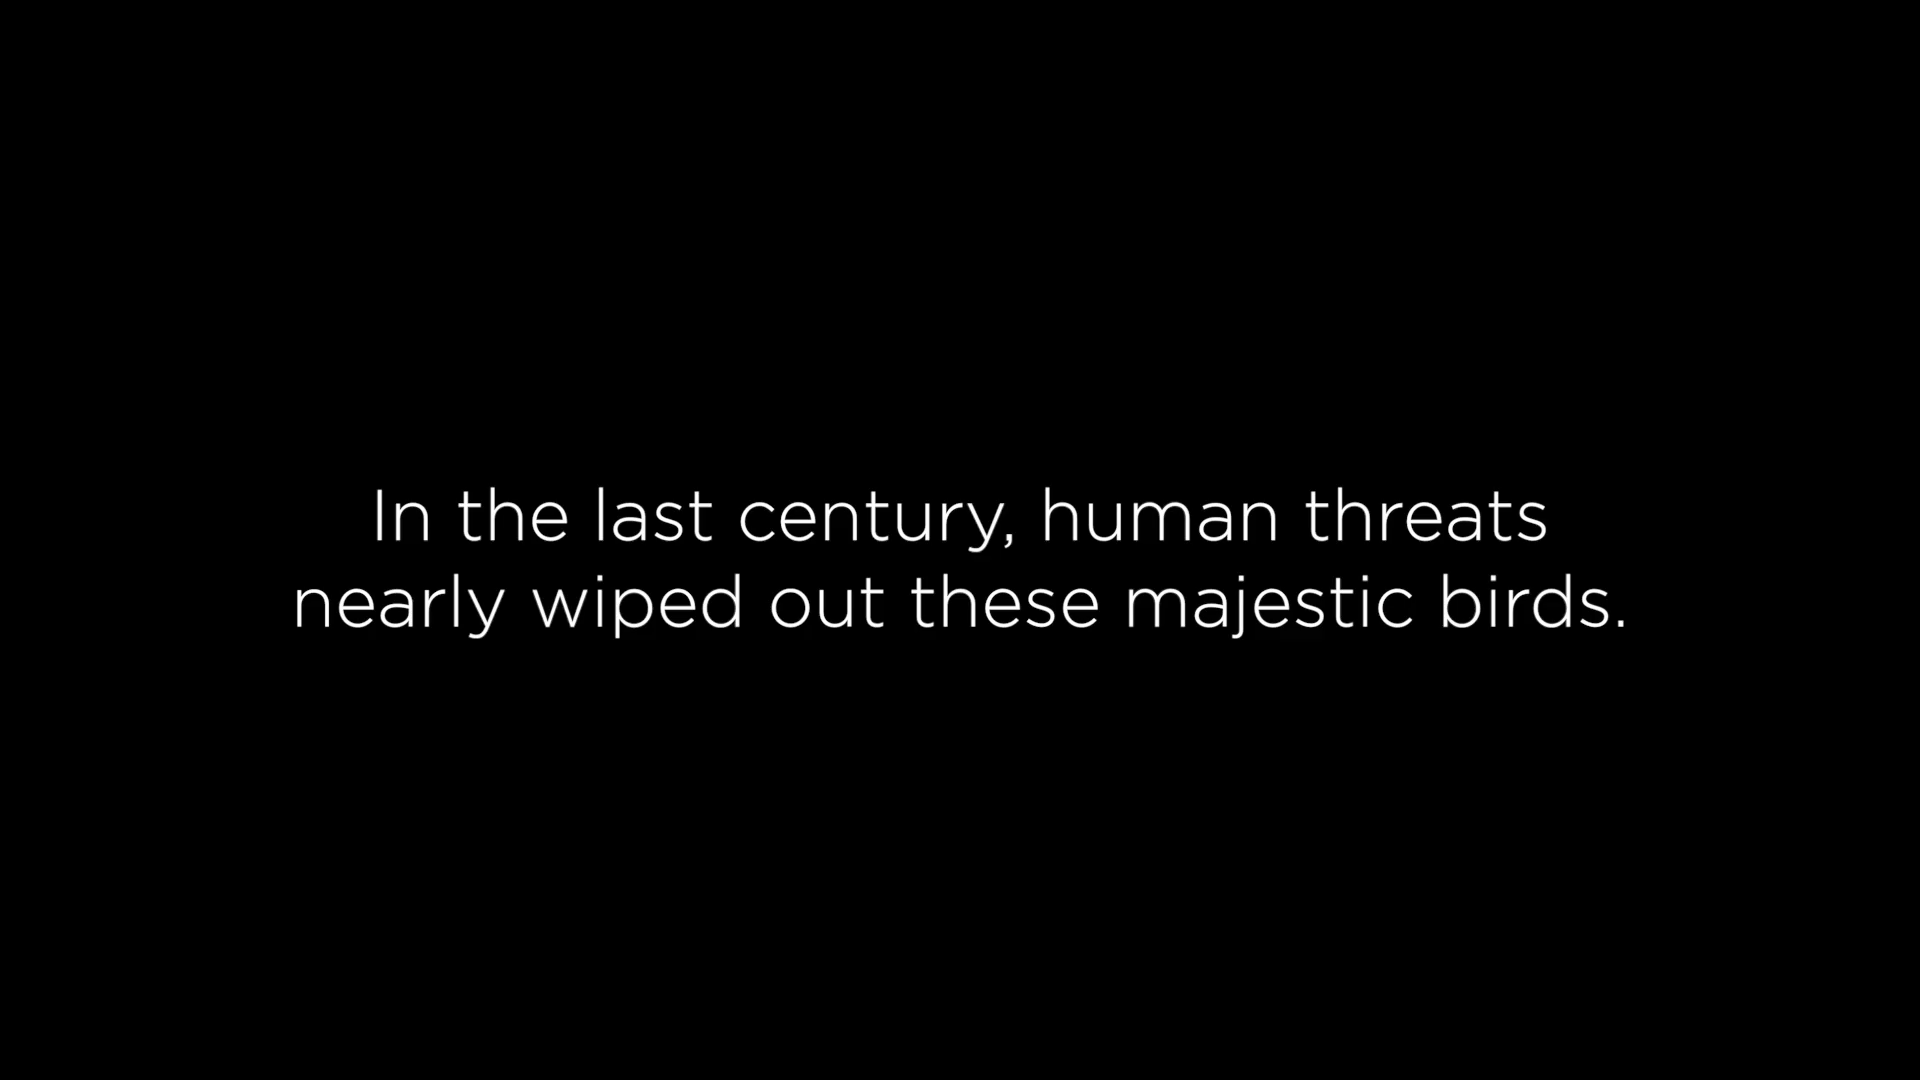 In the last century, human threats
nearly wiped out these majestic birds.